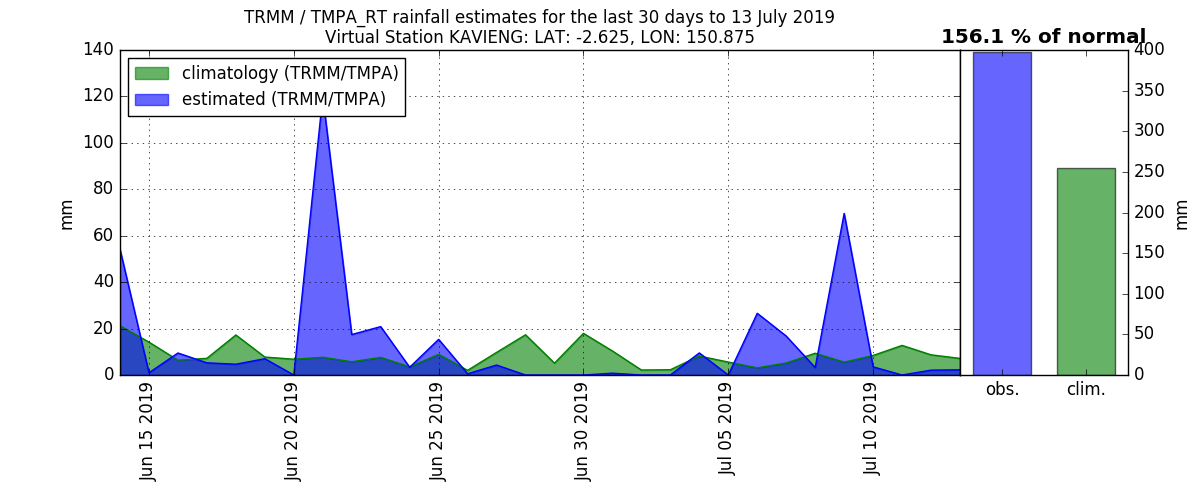 TRMM / TMPA_RT rainfall estimates for the last 30 days to 13 July 2019
Virtual Station KAVIENG: LAT: -2.625, LON: 150.875
156.1 % of normal
climatology (TRMM/TMPA)
estimated (TRMM/TMPA)
140
120
100
80
60
40
20
0
mm
Jun 15 2019
Jun 20 2019
Jun 25 2019
Jun 30 2019
Jul 05 2019
Jul 10 2019
400
350
300
250
200
150
100
50
0
mm
obs.
clim.